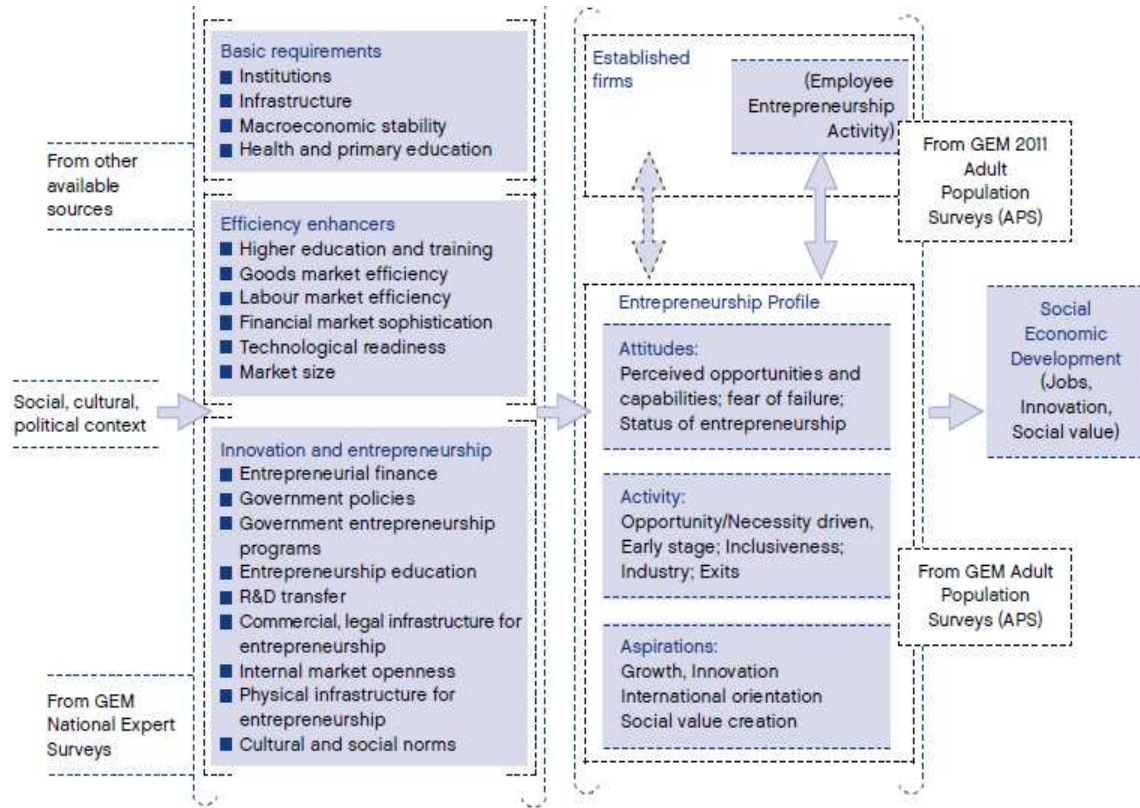 Basic requirements
Institutions
Infrastructure
Macroeconomic stability
Health and primary education
From other
available
sources
Efficiency enhancers
Higher education and training
Goods market efficiency
Labour market efficiency
Financial market sophistication
Technological readiness
Market size
Social, cultural,
political context
Innovation and entrepreneurship
Entrepreneurial finance
Government policies
Government entrepreneurship
programs
Entrepreneurship education
R&D transfer
Commercial, legal infrastructure for
entrepreneurship
Internal market openness
Physical infrastructure for
entrepreneurship
Cultural and social norms
From GEM
National Expert
Surveys
Established
firms
(Employee
Entrepreneurship
Activity)
From GEM 2011
Adult
Population
Surveys (APS)
Entrepreneurship Profile
Attitudes:
Perceived opportunities and
capabilities; fear of failure;
Status of entrepreneurship
Activity:
Opportunity/Necessity driven,
Early stage; Inclusiveness;
Industry; Exits
Aspirations:
Growth, Innovation
International orientation
Social value creation
From GEM Adult
Population
Surveys (APS)
Social
Economic
Development
(Jobs,
Innovation,
Social value)